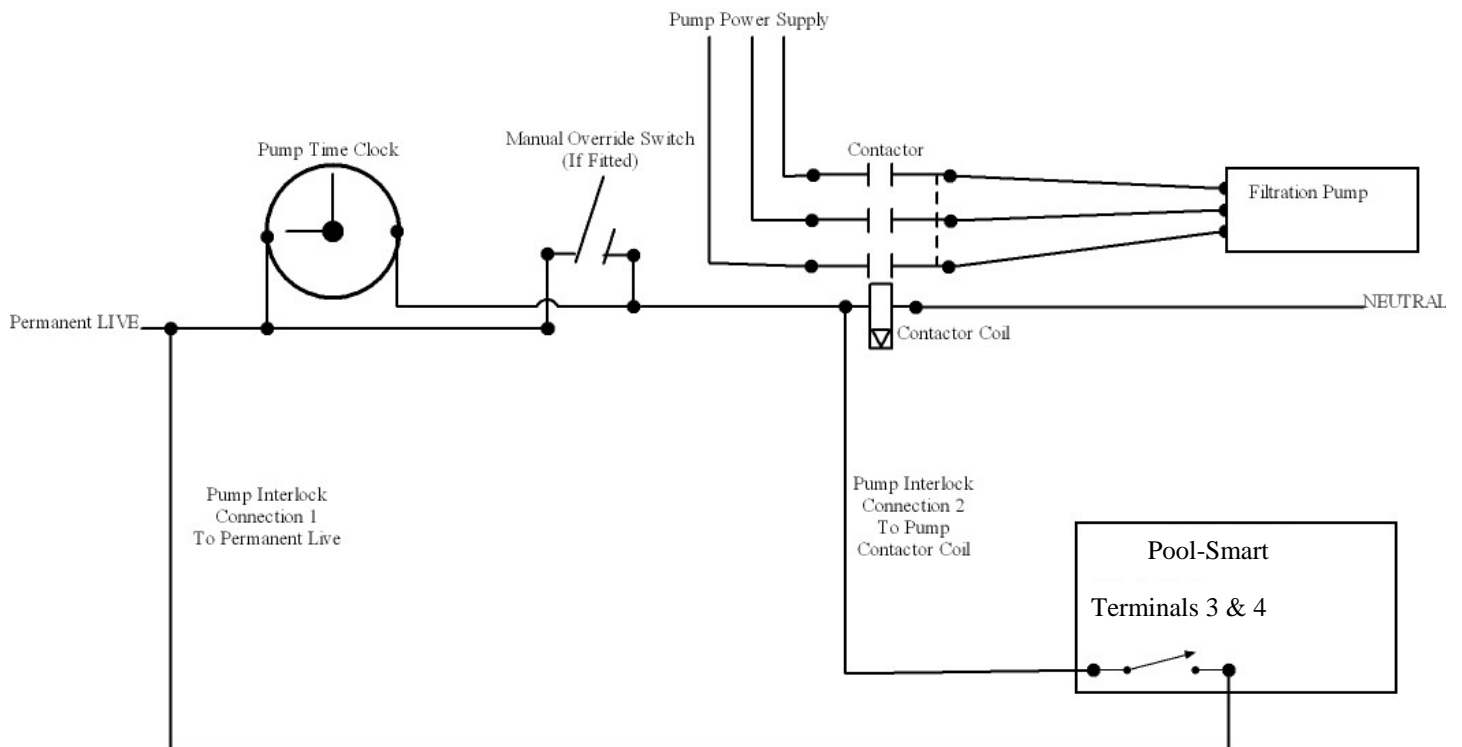 Pump Power Supply
Pump Time Clock
Manual Override Switch
(If Fitted)
Contactor
Filtration Pump
Permanent LIVE
NEUTRAL
Contactor Coil
Pump Interlock
Connection 1
To Permanent Live
Pump Interlock
Connection 2
To Pump
Contactor Coil
Pool-Smart
Terminals 3 & 4